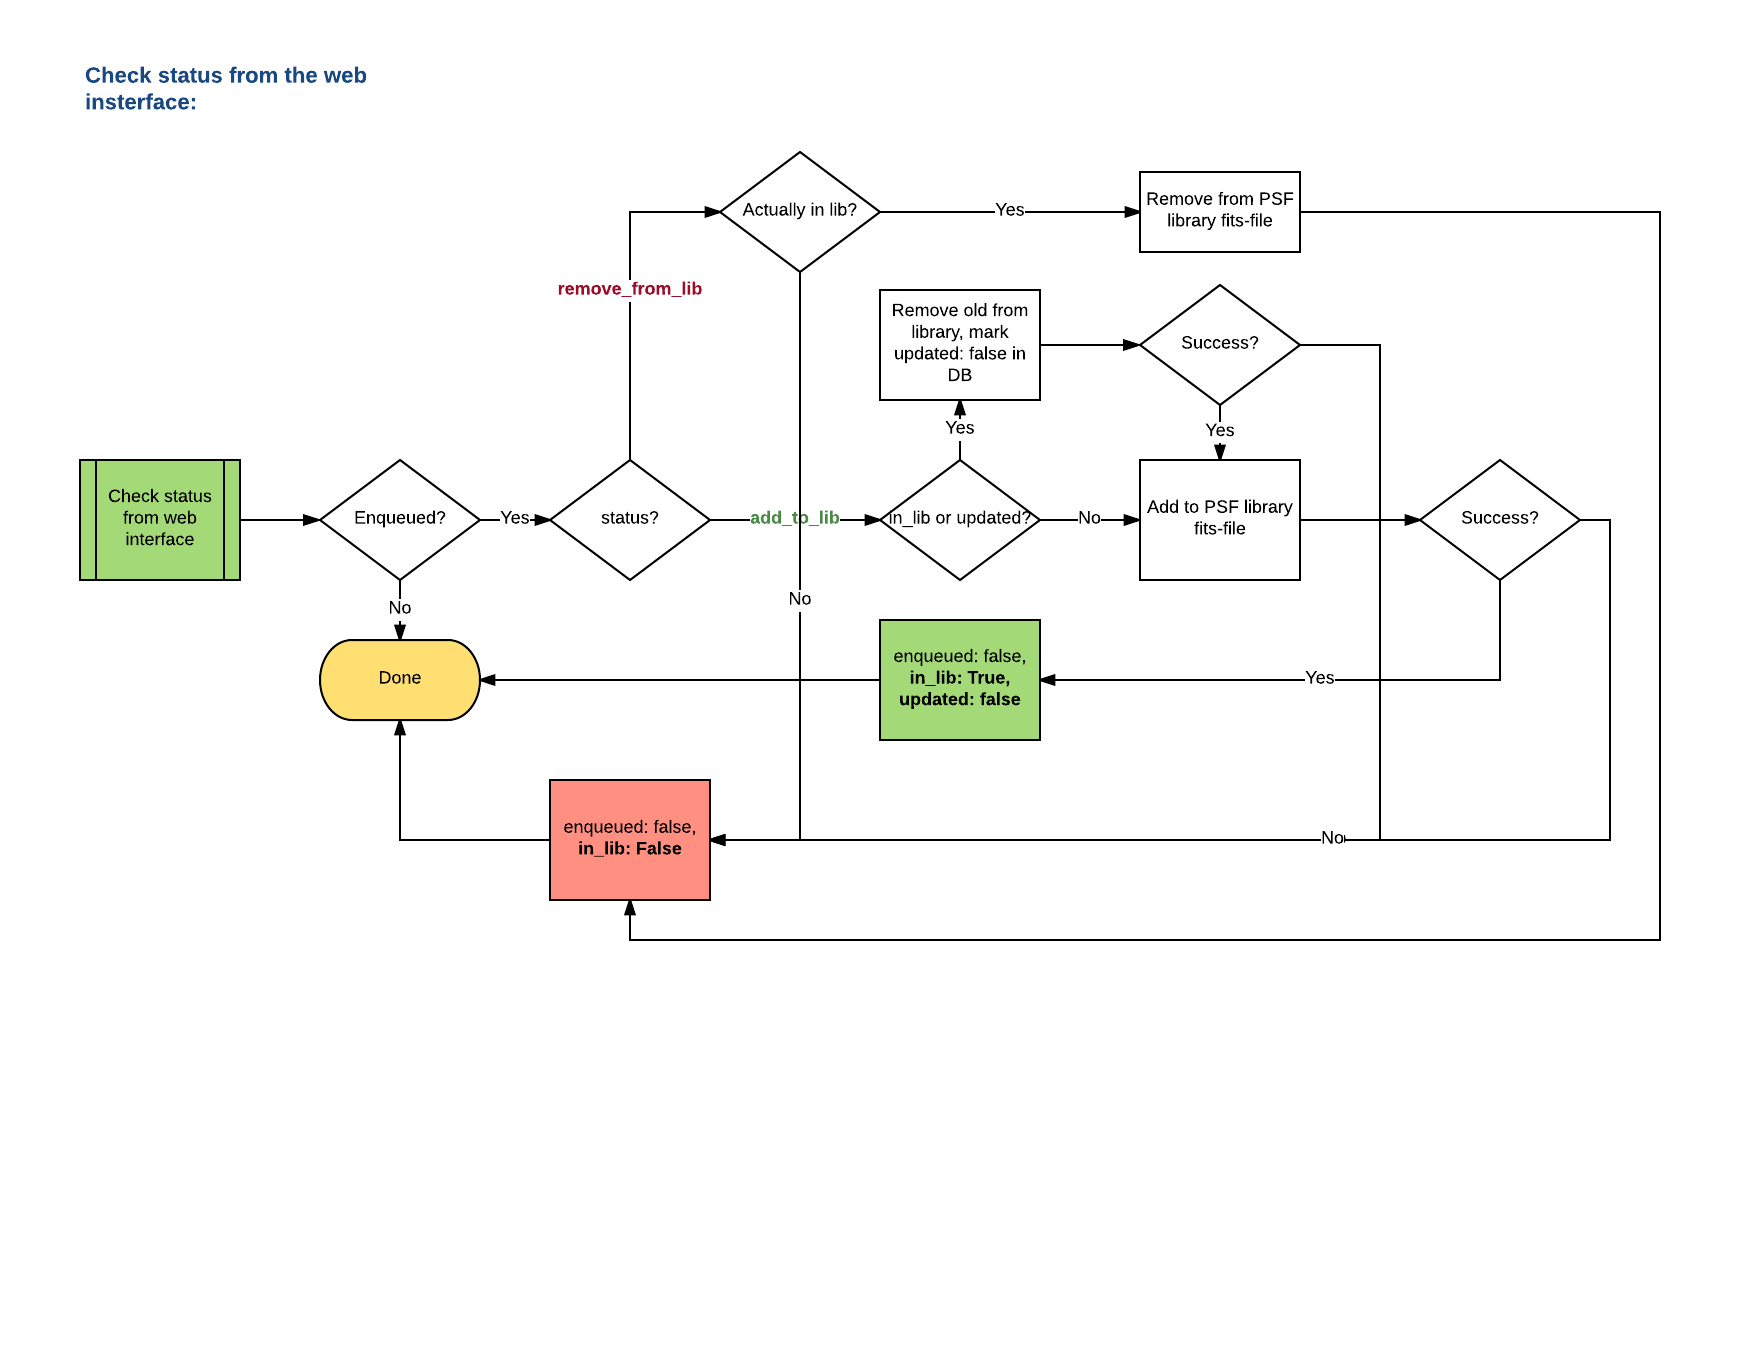 Check status from the web
insterface:
Actually in lib?
Yes
Remove from PSF
library fits-file
remove_from_lib
Remove old from
library, mark
updated: false in
DB
Success?
Yes
Yes
Check status
from web
interface
Enqueued?
Yes
status?
add_to_lib
in_lib or updated?
No
Add to PSF library
fits-file
Success?
No
No
Done
enqueued: false,
in_lib: True,
updated: false
Yes
enqueued: false,
in_lib: False
No